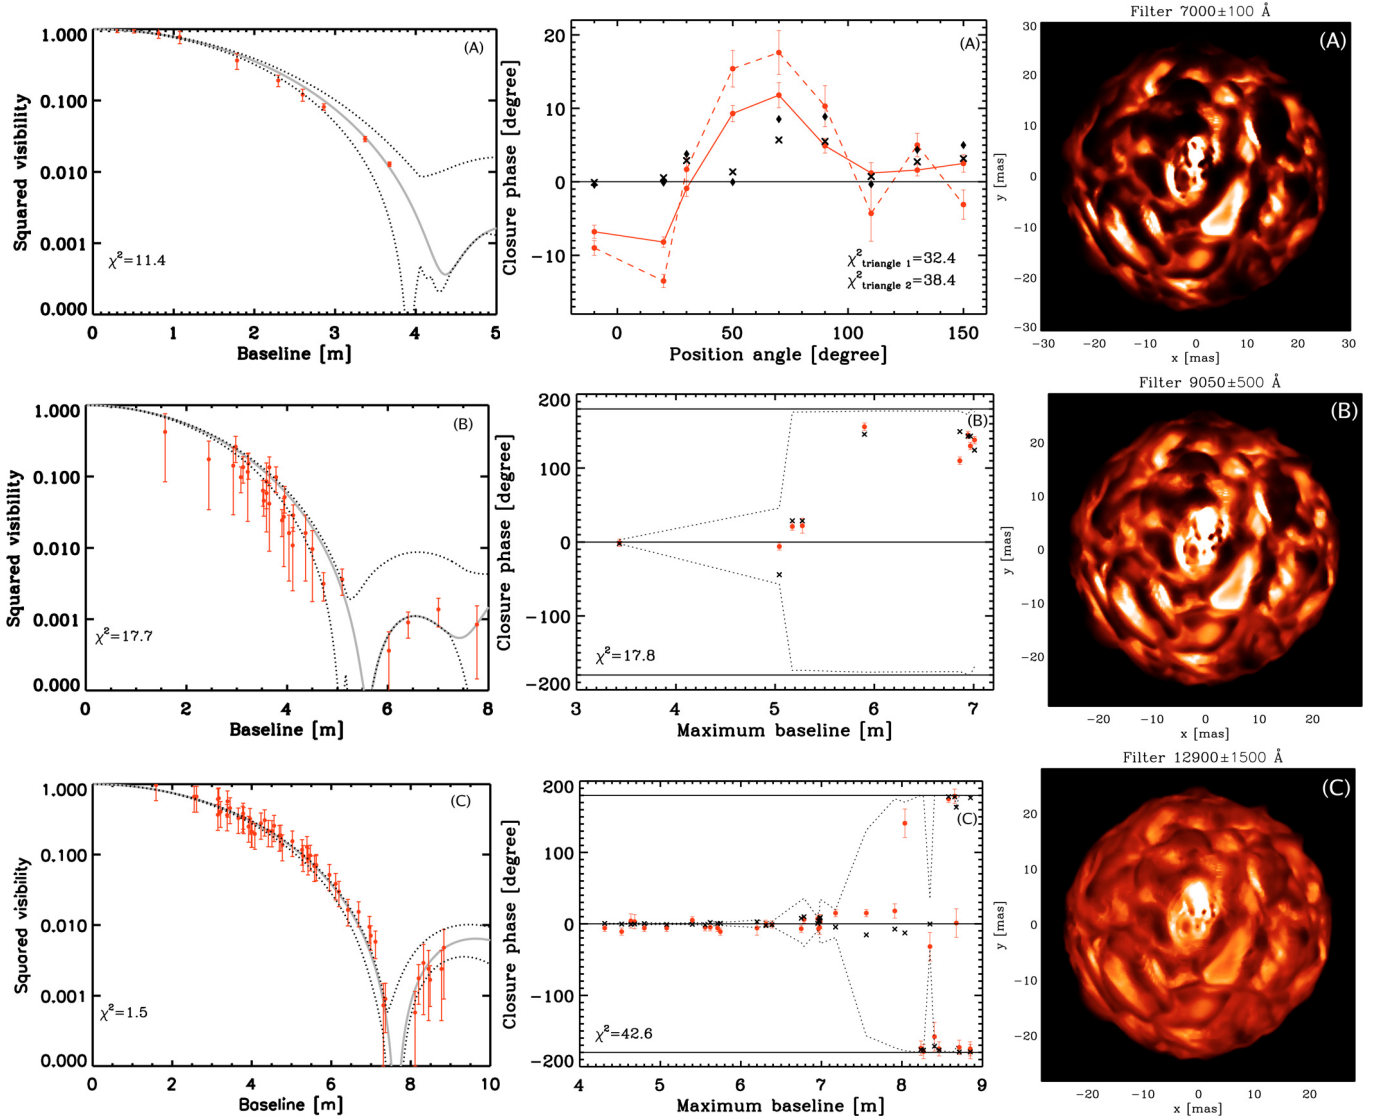 Filter 7000±100 Å
1.000
0.100
0.010
0.001
0.000
Squared visibility
(A)
χ²=11.4
0 1 2 3 4 5
Baseline [m]
20
10
0
−10
Closure phase [degree]
(A)
χ²triangle 1=32.4
χ²triangle 2=38.4
0 50 100 150
Position angle [degree]
(A)
30
20
10
0
−10
−20
−30
y [mas]
−20 −10 0 10 20 30
x [mas]
Filter 9050±500 Å
1.000
0.100
0.010
0.001
0.000
Squared visibility
(B)
χ²=17.7
0 2 4 6 8
Baseline [m]
200
100
0
−100
−200
Closure phase [degree]
(B)
χ²=17.8
3 4 5 6 7
Maximum baseline [m]
(B)
20
10
0
−10
−20
y [mas]
−20 −10 0 10 20
x [mas]
Filter 12900±1500 Å
1.000
0.100
0.010
0.001
0.000
Squared visibility
(C)
χ²=1.5
0 2 4 6 8 10
Baseline [m]
200
100
0
−100
−200
Closure phase [degree]
(C)
χ²=42.6
4 5 6 7 8 9
Maximum baseline [m]
(C)
20
10
0
−10
−20
y [mas]
−20 −10 0 10 20
x [mas]